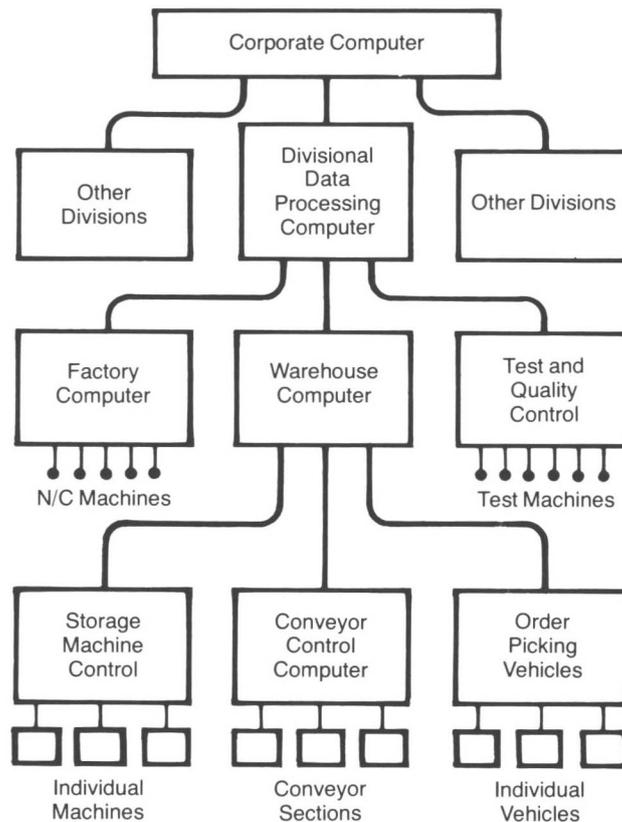 Corporate Computer
Other
Divisions
Divisional
Data
Processing
Computer
Other Divisions
Factory
Computer
Warehouse
Computer
Test and
Quality
Control
N/C Machines
Test Machines
Storage
Machine
Control
Conveyor
Control
Computer
Order
Picking
Vehicles
Individual
Machines
Conveyor
Sections
Individual
Vehicles